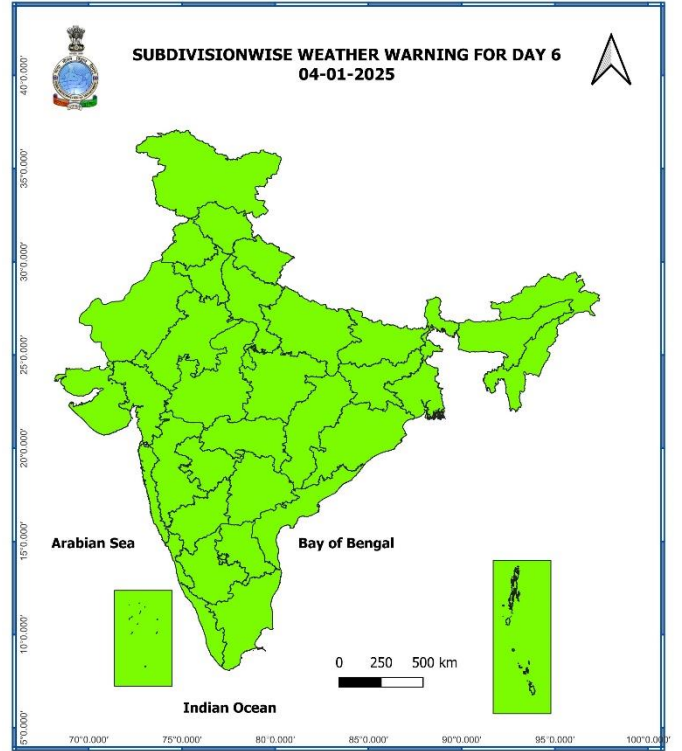 SUBDIVISIONWISE WEATHER WARNING FOR DAY 6
04-01-2025
40°0.000'
35°0.000'
30°0.000'
25°0.000'
20°0.000'
15°0.000'
10°0.000'
5°0.000'
Arabian Sea
Bay of Bengal
0 250 500 km
Indian Ocean
70°0.000' 75°0.000' 80°0.000' 85°0.000' 90°0.000' 95°0.000' 100°0.000'